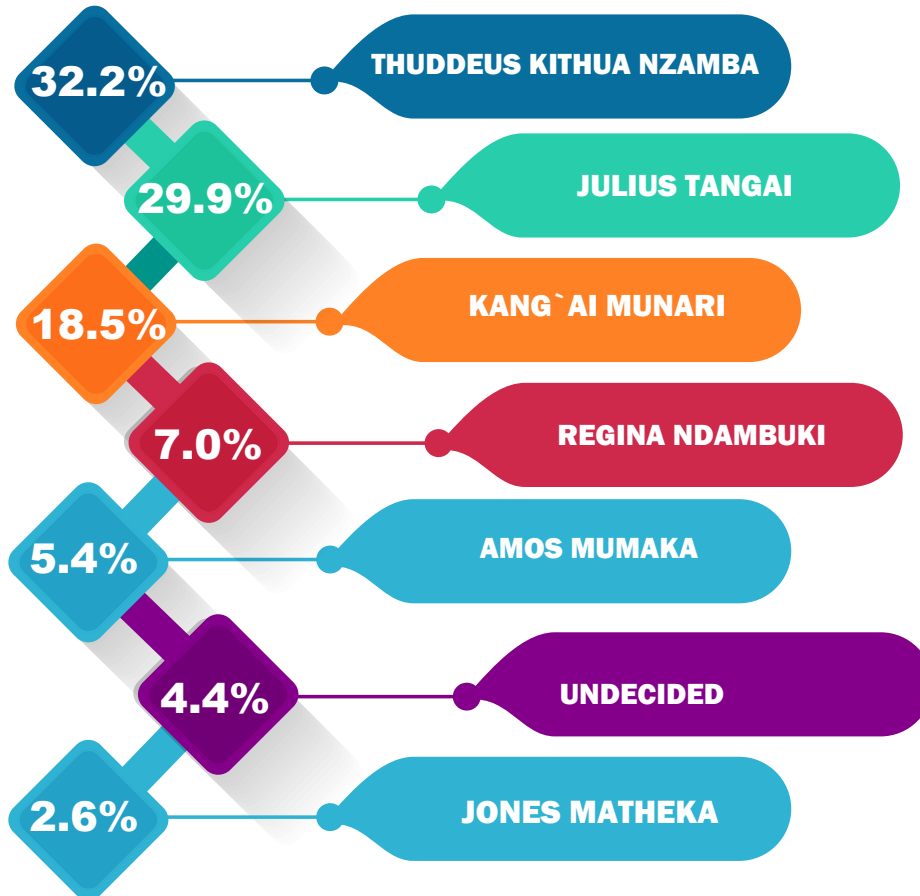 32.2% THUDDEUS KITHUA NZAMBA
29.9% JULIUS TANGAI
18.5% KANG`AI MUNARI
7.0% REGINA NDAMBUKI
5.4% AMOS MUMAKA
4.4% UNDECIDED
2.6% JONES MATHEKA